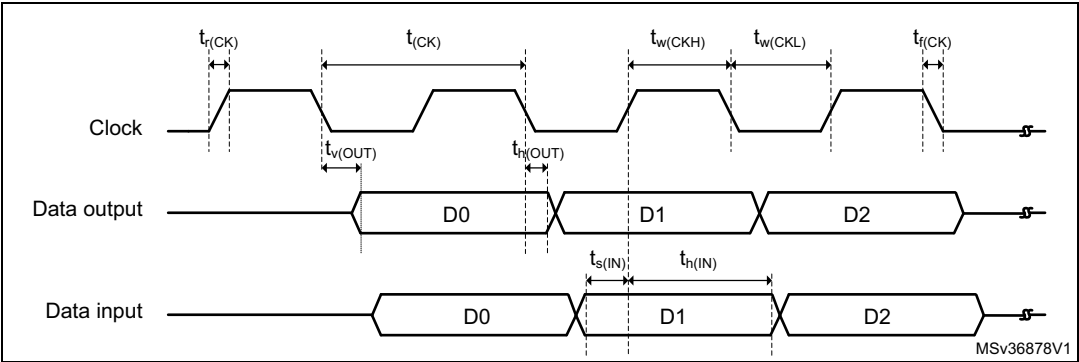 tr(CK) t(CK) tw(CKH) tw(CKL) tf(CK)
Clock
tv(OUT) th(OUT)
Data output D0 D1 D2
ts(IN) th(IN)
Data input D0 D1 D2
MSv36878V1